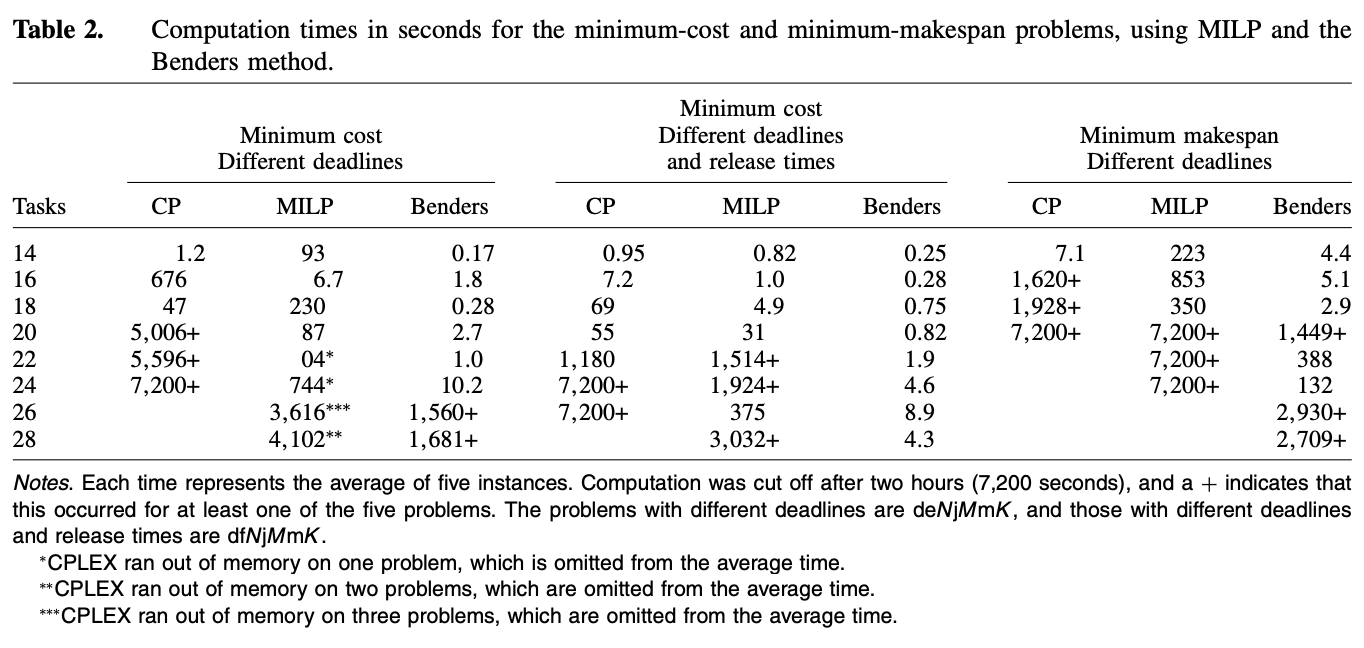 Table 2. Computation times in seconds for the minimum-cost and minimum-makespan problems, using MILP and the
Benders method.
Minimum cost
Different deadlines
Minimum cost
Different deadlines
and release times
Minimum makespan
Different deadlines
Tasks CP MILP Benders CP MILP Benders CP MILP Benders
14 1.2 93 0.17 0.95 0.82 0.25 7.1 223 4.4
16 676 6.7 1.8 7.2 1.0 0.28 1,620+ 853 5.1
18 47 230 0.28 69 4.9 0.75 1,928+ 350 2.9
20 5,006+ 87 2.7 55 31 0.82 7,200+ 7,200+ 1,449+
22 5,596+ 04* 1.0 1,180 1,514+ 1.9 7,200+ 388
24 7,200+ 744* 10.2 7,200+ 1,924+ 4.6 7,200+ 132
26 3,616*** 1,560+ 7,200+ 375 8.9 2,930+
28 4,102** 1,681+ 3,032+ 4.3 2,709+
Notes. Each time represents the average of five instances. Computation was cut off after two hours (7,200 seconds), and a + indicates that
this occurred for at least one of the five problems. The problems with different deadlines are deNjMmK, and those with different deadlines
and release times are dfNjMmK.
*CPLEX ran out of memory on one problem, which is omitted from the average time.
**CPLEX ran out of memory on two problems, which are omitted from the average time.
***CPLEX ran out of memory on three problems, which are omitted from the average time.